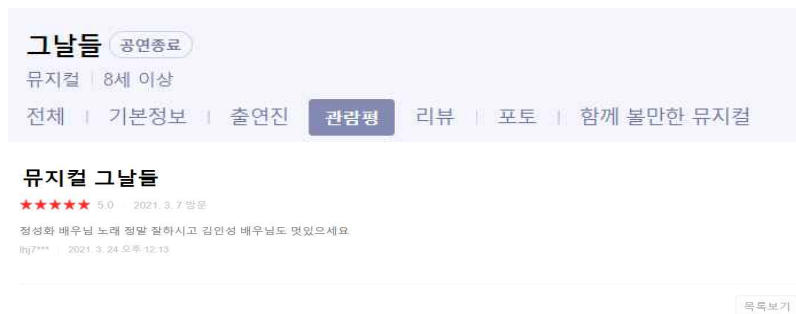 그날들 공연종료
뮤지컬 | 8세 이상
전체 | 기본정보 | 출연진 관람평 리뷰 | 포토 | 함께 볼만한 뮤지컬
뮤지컬 그날들
★★★★★ 5.0 2021. 3. 7 방문
정성화 배우님 노래 정말 잘하시고 김인성 배우님도 멋있으세요
lhj7*** | 2021. 3. 24 오후 12:13
목록보기